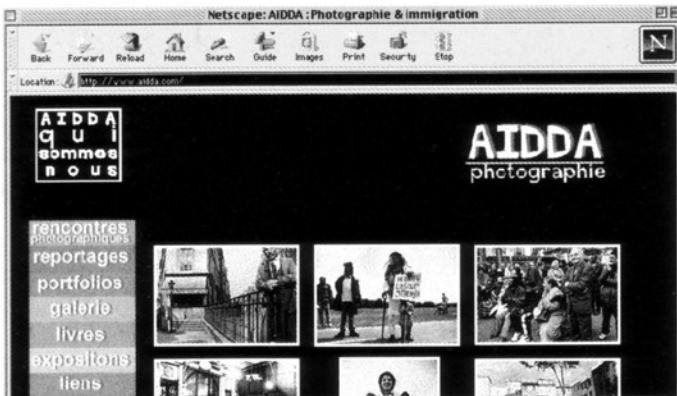 Netscape: AIDDA : Photographie & immigration
Back Forward Reload Home Search Guide Images Print Security Stop
N
Location: http://www.aidda.com/
AIDDA
qui
sommes
nous
AIDDA
photographie
rencontres
photographiques
reportages
portfolios
galerie
livres
expositons
liens